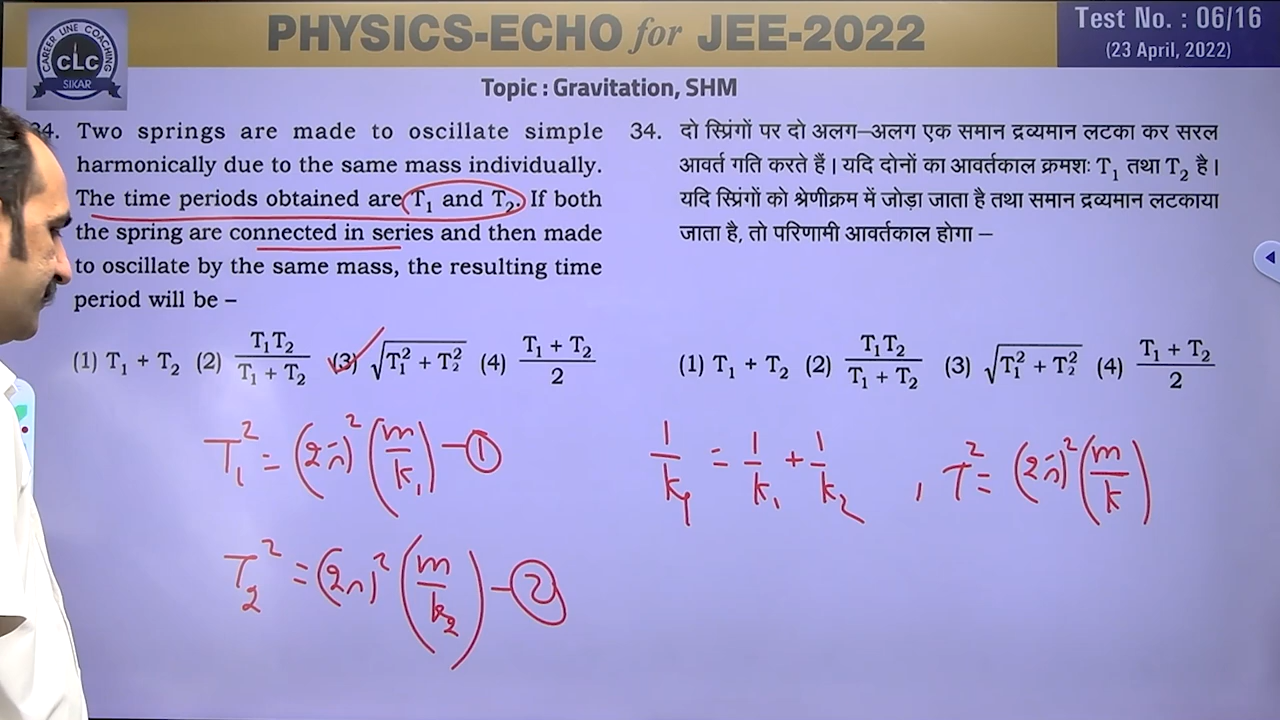 CAREER LINE COACHING
CLC
SIKAR
PHYSICS-ECHO for JEE-2022
Test No. : 06/16
(23 April, 2022)
Topic : Gravitation, SHM
34. Two springs are made to oscillate simple
harmonically due to the same mass individually.
The time periods obtained are T₁ and T₂. If both
the spring are connected in series and then made
to oscillate by the same mass, the resulting time
period will be –
(1) T₁ + T₂ (2) T₁T₂/(T₁ + T₂) (3) √(T₁² + T₂²) (4) (T₁ + T₂)/2
34. दो स्प्रिंगों पर दो अलग–अलग एक समान द्रव्यमान लटका कर सरल
आवर्त गति करते हैं। यदि दोनों का आवर्तकाल क्रमशः T₁ तथा T₂ है।
यदि स्प्रिंगों को श्रेणीक्रम में जोड़ा जाता है तथा समान द्रव्यमान लटकाया
जाता है, तो परिणामी आवर्तकाल होगा –
(1) T₁ + T₂ (2) T₁T₂/(T₁ + T₂) (3) √(T₁² + T₂²) (4) (T₁ + T₂)/2
T₁² = (2π)² (m/k₁) – ①
T₂² = (2π)² (m/k₂) – ②
1/k = 1/k₁ + 1/k₂ , T² = (2π)² (m/k)